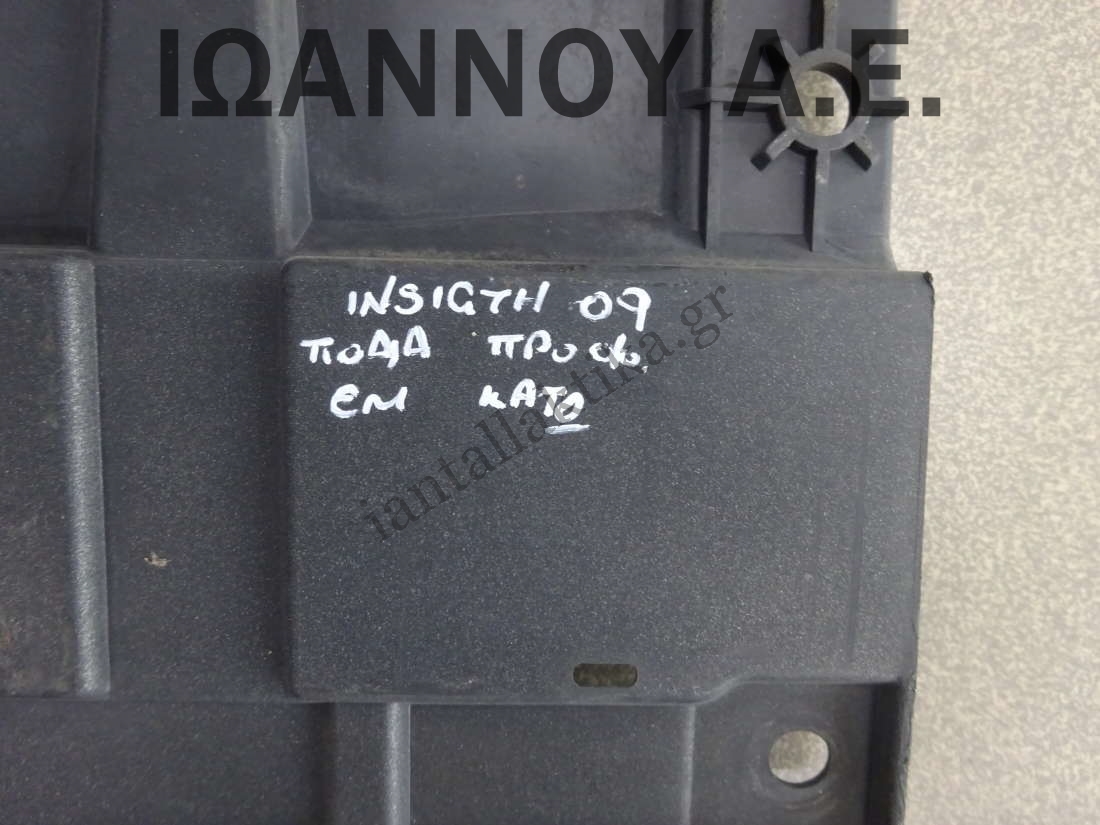 ΙΩΑΝΝΟΥ Α.Ε.
INSIGTH 09
ΠΟΔΙΑ ΠΡΟΦ.
ΕΜ ΚΑΤΩ
iantallaktika.gr